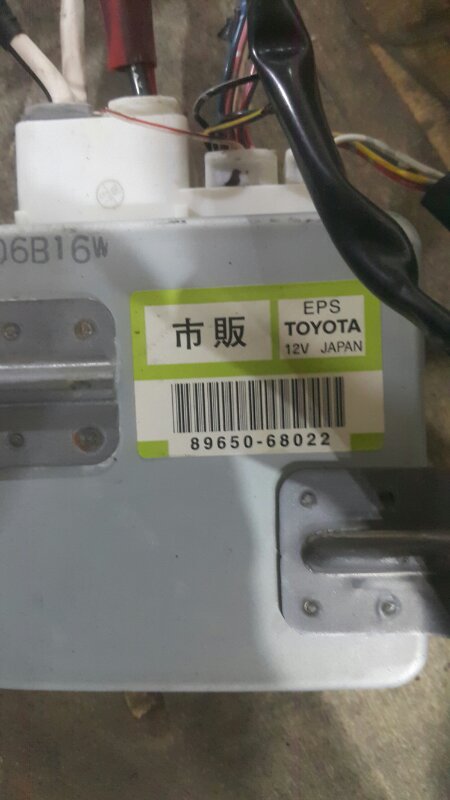 06B16W
市販
EPS
TOYOTA
12V JAPAN
89650-68022